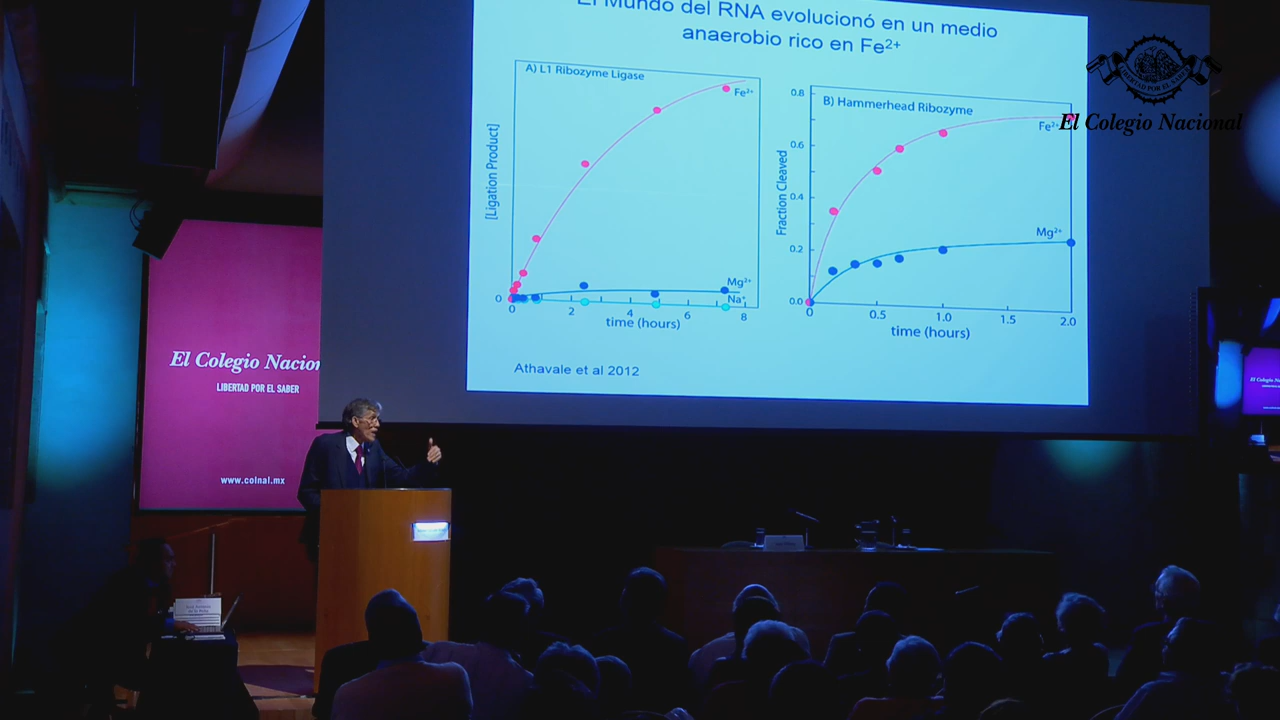 El Mundo del RNA evolucionó en un medio
anaerobio rico en Fe²⁺
A) L1 Ribozyme Ligase
[Ligation Product]
Fe²⁺
Mg²⁺
Na⁺
0
0 2 4 6 8
time (hours)
B) Hammerhead Ribozyme
Fraction Cleaved
0.8
0.6
0.4
0.2
0.0
Fe²⁺
Mg²⁺
0 0.5 1.0 1.5 2.0
time (hours)
Athavale et al 2012
LIBERTAD POR EL SABER
El Colegio Nacional
El Colegio Nacion
LIBERTAD POR EL SABER
www.colnal.mx